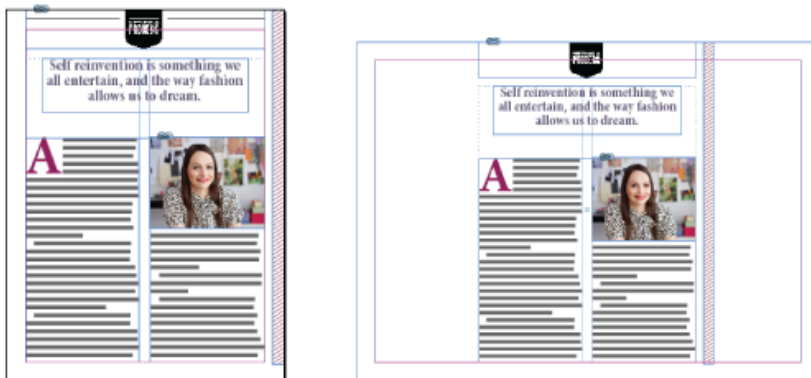 Self reinvention is something we
all entertain, and the way fashion
allows us to dream.
A
Self reinvention is something we
all entertain, and the way fashion
allows us to dream.
A